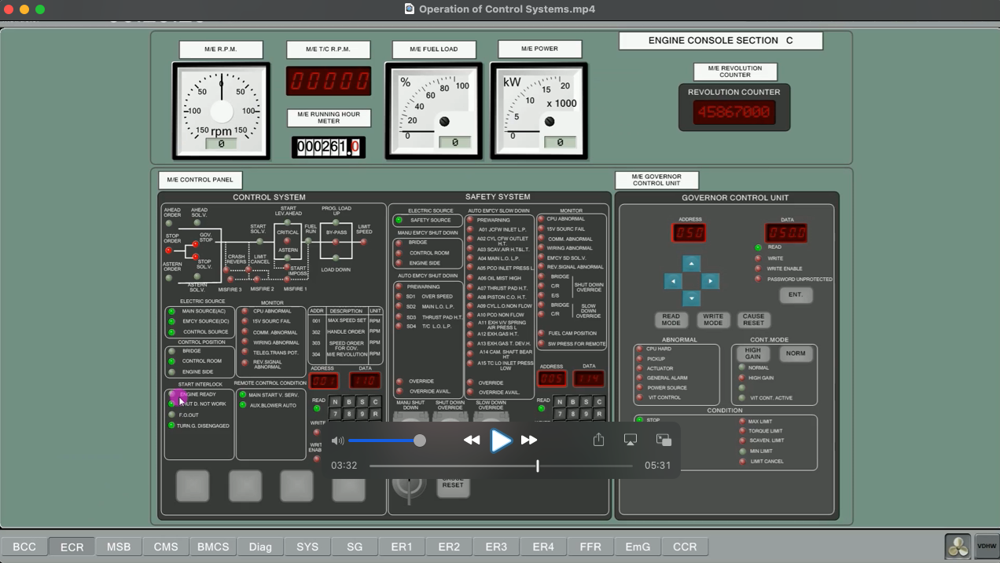 Operation of Control Systems.mp4
ENGINE CONSOLE SECTION C
M/E R.P.M.
M/E T/C R.P.M.
M/E FUEL LOAD
M/E POWER
M/E REVOLUTION
COUNTER
REVOLUTION COUNTER
45867000
0
50 50
100 100
150 150
rpm
0
00000
M/E RUNNING HOUR
METER
000261.0
%
100
80
60
40
20
0
0
kW
20
15
10
x 1000
5
0
0
M/E CONTROL PANEL
CONTROL SYSTEM
AHEAD
ORDER
AHEAD
SOL.V.
STOP
ORDER
GOV.
STOP
STOP
SOL.V.
ASTERN
ORDER
ASTERN
SOL.V.
START
SOL.V.
START
LEV.AHEAD
CRITICAL
ASTERN
FUEL
RUN
PROG. LOAD
UP
BY-PASS
LIMIT
SPEED
CRASH
REVERS
LIMIT
CANCEL
START
IMPOSS
LOAD DOWN
MISFIRE 3
MISFIRE 2
MISFIRE 1
ELECTRIC SOURCE
MAIN SOURCE(AC)
EM'CY SOURCE(DC)
CONTROL SOURCE
CONTROL POSITION
BRIDGE
CONTROL ROOM
ENGINE SIDE
MONITOR
CPU ABNORMAL
15V SOURC FAIL
COMM. ABNORMAL
WIRING ABNORMAL
TELEG.TRANS POT.
REV.SIGNAL
ABNORMAL
ADDR DESCRIPTION UNIT
001 MAX SPEED SET RPM
302 HANDLE ORDER RPM
303 SPEED ORDER
FOR COV. RPM
304 M/E REVOLUTION RPM
ADDRESS DATA
001 110
START INTERLOCK
ENGINE READY
SHUT D. NOT WORK
F.O.OUT
TURN.G. DISENGAGED
REMOTE CONTROL CONDITION
MAIN START V. SERV.
AUX.BLOWER AUTO
READ
N B S C
7 8 9 R
SAFETY SYSTEM
ELECTRIC SOURCE
SAFETY SOURCE
MANU EM'CY SHUT DOWN
BRIDGE
CONTROL ROOM
ENGINE SIDE
AUTO EM'CY SHUT DOWN
PREWARNING
SD1 OVER SPEED
SD2 MAIN L.O. L.P.
SD3 THRUST PAD H.T.
SD4 T/C L.O. L.P.
OVERRIDE
OVERRIDE AVAIL.
AUTO EM'CY SLOW DOWN
PREWARNING
A01 JCFW INLET L.P.
A02 CYL CFW OUTLET
H.T.
A03 SCAV.AIR H.T&L.T.
A04 MAIN L.O. L.P.
A05 PCO INLET PRESS L
A06 OIL MIST HIGH
A07 THRUST PAD H.T.
A08 PISTON C.O. H.T.
A09 CYLL.O.NON FLOW
A10 PCO NON FLOW
A11 EXH V/V SPRING
AIR PRESS L
A12 EXH.GAS H.T.
A13 EXH.GAS T. DEV.H.
A14 CAM. SHAFT BEAR
HT
A15 TC LO INLET PRESS
LOW
OVERRIDE
OVERRIDE AVAIL.
MONITOR
CPU ABNORMAL
15V SOURC FAIL
COMM. ABNORMAL
WIRING ABNORMAL
EM'CY SD SOL.V.
REV.SIGNAL ABNORMAL
BRIDGE
C/R
E/S
SHUT DOWN
OVERRIDE
BRIDGE
C/R
SLOW
DOWN
OVERRIDE
FUEL CAM POSITION
SW PRESS FOR REMOTE
ADDRESS DATA
005 114
MANU SHUT
DOWN
SHUT DOWN
OVERRIDE
SLOW DOWN
OVERRIDE
READ
N B S C
7 8 9 R
RESET
M/E GOVERNOR
CONTROL UNIT
GOVERNOR CONTROL UNIT
ADDRESS
050
DATA
050.0
READ
WRITE
WRITE ENABLE
PASSWORD UNPROTECTED
ENT.
READ
MODE
WRITE
MODE
CAUSE
RESET
ABNORMAL
CPU HARD
PICKUP
ACTUATOR
GENERAL ALARM
POWER SOURCE
VIT CONTROL
CONT.MODE
HIGH
GAIN
NORM
NORMAL
HIGH GAIN
VIT CONT. ACTIVE
CONDITION
STOP
MAX LIMIT
TORQUE LIMIT
SCAVEN. LIMIT
MIN LIMIT
LIMIT CANCEL
03:32
05:31
BCC ECR MSB CMS BMCS Diag SYS SG ER1 ER2 ER3 ER4 FFR EmG CCR VDHW